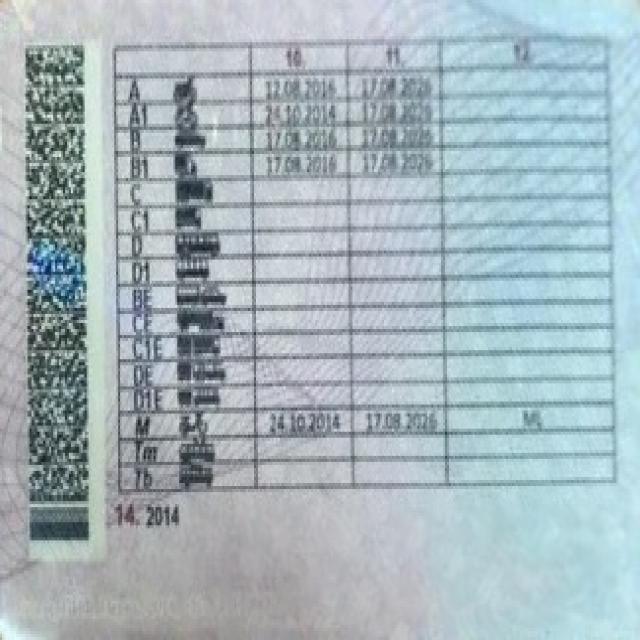 10. 11. 12.
A 12.08.2016 17.08.2026
A1 24.10.2014 17.08.2026
B 17.08.2016 17.08.2026
B1 17.08.2016 17.08.2026
C
C1
D
D1
BE
CE
C1E
DE
D1E
M 24.10.2014 17.08.2026 ML
Tm
Tb
14. 2014